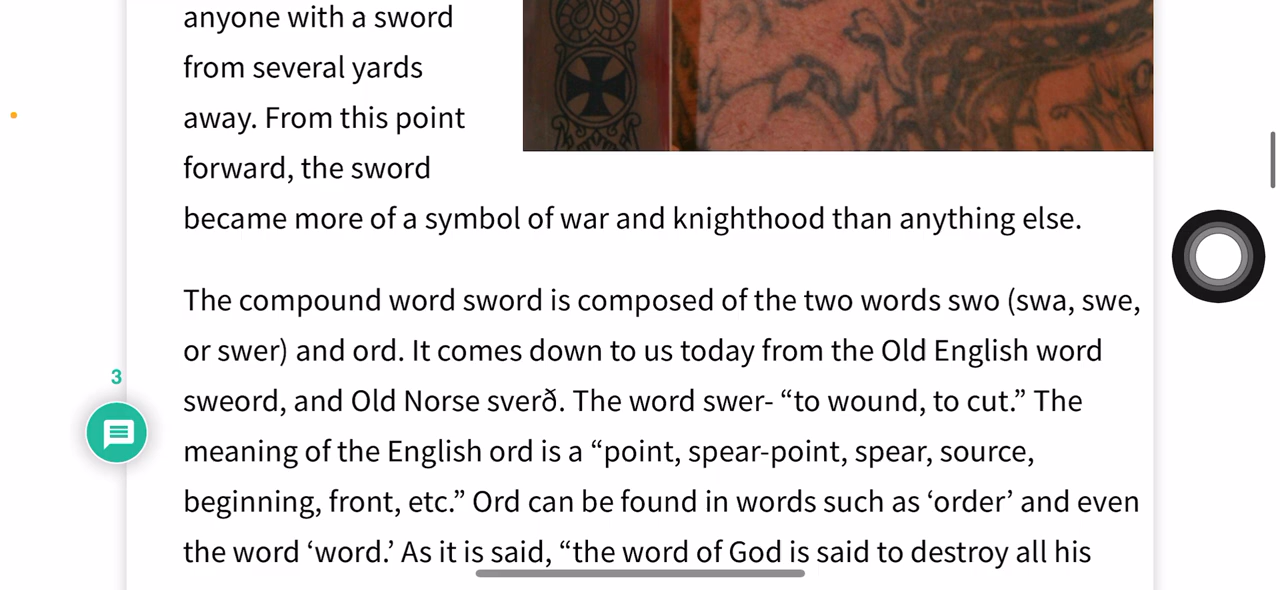 anyone with a sword
from several yards
away. From this point
forward, the sword
became more of a symbol of war and knighthood than anything else.
The compound word sword is composed of the two words swo (swa, swe,
or swer) and ord. It comes down to us today from the Old English word
3
sweord, and Old Norse sverð. The word swer- “to wound, to cut.” The
meaning of the English ord is a “point, spear-point, spear, source,
beginning, front, etc.” Ord can be found in words such as ‘order’ and even
the word ‘word.’ As it is said, “the word of God is said to destroy all his